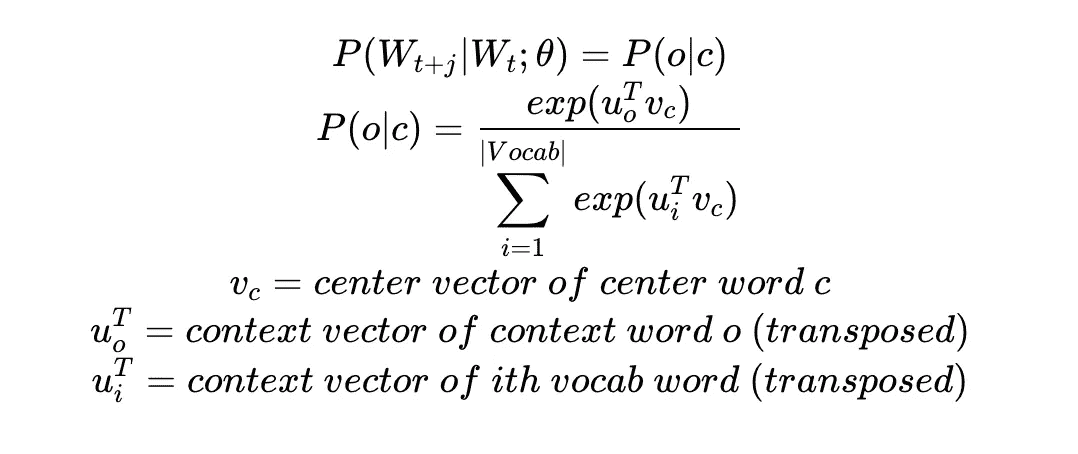 P(W_{t+j}|W_t; θ) = P(o|c)
P(o|c) = \frac{exp(u_o^T v_c)}{\sum_{i=1}^{|Vocab|} exp(u_i^T v_c)}
v_c = center vector of center word c
u_o^T = context vector of context word o (transposed)
u_i^T = context vector of ith vocab word (transposed)